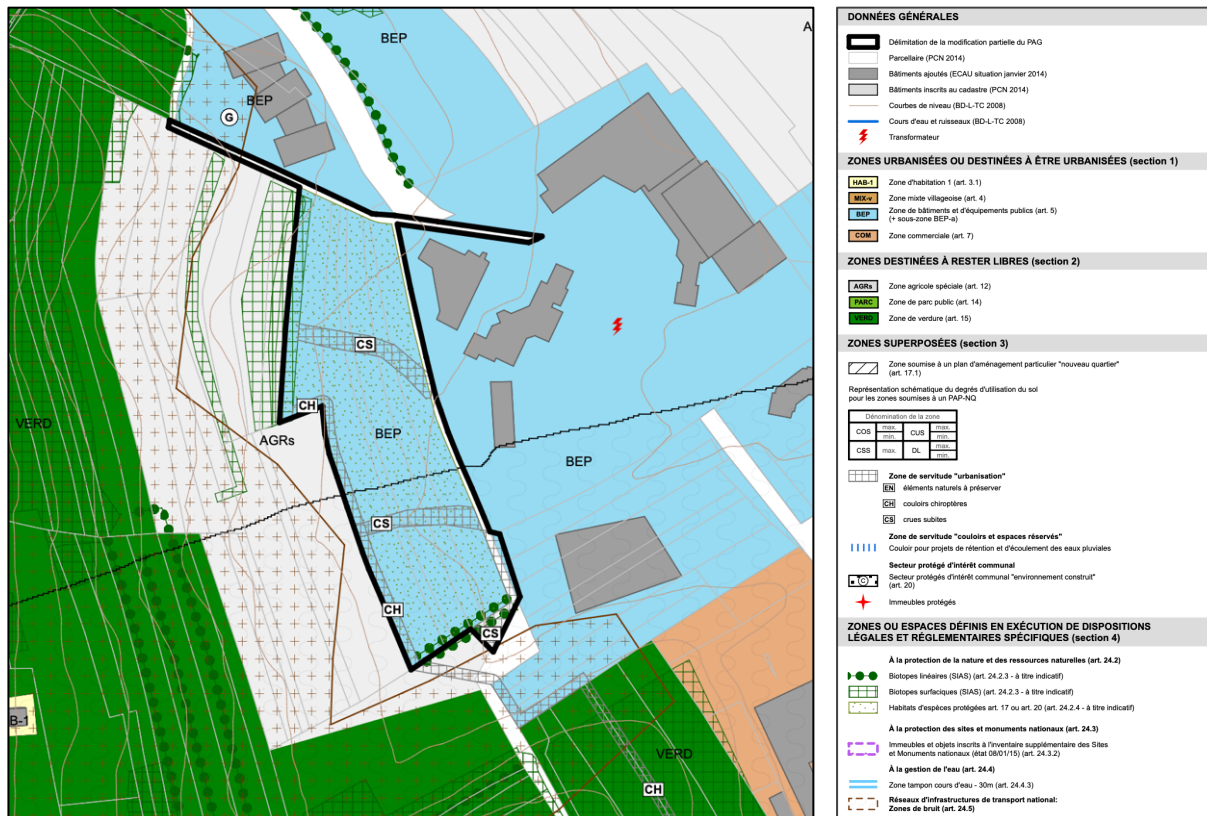 BEP
A
BEP
G
CS
CH
BEP
AGRs
VERD
BEP
CS
CH
CS
B-1
VERD
CH
DONNÉES GÉNÉRALES
Délimitation de la modification partielle du PAG
Parcellaire (PCN 2014)
Bâtiments ajoutés (ECAU situation janvier 2014)
Bâtiments inscrits au cadastre (PCN 2014)
Courbes de niveau (BD-L-TC 2008)
Cours d'eau et ruisseaux (BD-L-TC 2008)
Transformateur
ZONES URBANISÉES OU DESTINÉES À ÊTRE URBANISÉES (section 1)
HAB-1 Zone d'habitation 1 (art. 3.1)
MIX-v Zone mixte villageoise (art. 4)
BEP Zone de bâtiments et d'équipements publics (art. 5)
(+ sous-zone BEP-a)
COM Zone commerciale (art. 7)
ZONES DESTINÉES À RESTER LIBRES (section 2)
AGRs Zone agricole spéciale (art. 12)
PARC Zone de parc public (art. 14)
VERD Zone de verdure (art. 15)
ZONES SUPERPOSÉES (section 3)
Zone soumise à un plan d'aménagement particulier "nouveau quartier"
(art. 17.1)
Représentation schématique du degrés d'utilisation du sol
pour les zones soumises à un PAP-NQ
Dénomination de la zone
COS max. CUS max.
min. min.
CSS max. DL max.
min.
Zone de servitude "urbanisation"
EN éléments naturels à préserver
CH couloirs chiroptères
CS crues subites
Zone de servitude "couloirs et espaces réservés"
Couloir pour projets de rétention et d'écoulement des eaux pluviales
Secteur protégé d'intérêt communal
C Secteur protégés d'intérêt communal "environnement construit"
(art. 20)
Immeubles protégés
ZONES OU ESPACES DÉFINIS EN EXÉCUTION DE DISPOSITIONS
LÉGALES ET RÉGLEMENTAIRES SPÉCIFIQUES (section 4)
À la protection de la nature et des ressources naturelles (art. 24.2)
Biotopes linéaires (SIAS) (art. 24.2.3 - à titre indicatif)
Biotopes surfaciques (SIAS) (art. 24.2.3 - à titre indicatif)
Habitats d'espèces protégées art. 17 ou art. 20 (art. 24.2.4 - à titre indicatif)
À la protection des sites et monuments nationaux (art. 24.3)
Immeubles et objets inscrits à l'inventaire supplémentaire des Sites
et Monuments nationaux (état 08/01/15) (art. 24.3.2)
À la gestion de l'eau (art. 24.4)
Zone tampon cours d'eau - 30m (art. 24.4.3)
Réseaux d'infrastructures de transport national:
Zones de bruit (art. 24.5)